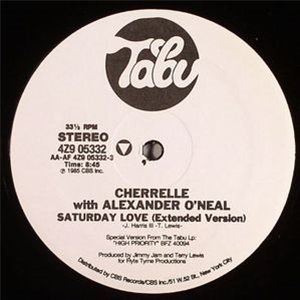 Tabu
33⅓ RPM
STEREO
4Z9 05332
AA-AF 4Z9 05332-3
Time: 8:45
℗ 1985 CBS Inc.
CHERRELLE
with ALEXANDER O'NEAL
SATURDAY LOVE (Extended Version)
-J. Harris III -T. Lewis-
Special Version From The Tabu Lp:
"HIGH PRIORITY" BFZ 40094
Produced by Jimmy Jam and Terry Lewis
for Flyte Tyme Productions
Distributed by CBS Records/CBS Inc./51 W. 52 St., New York, NY